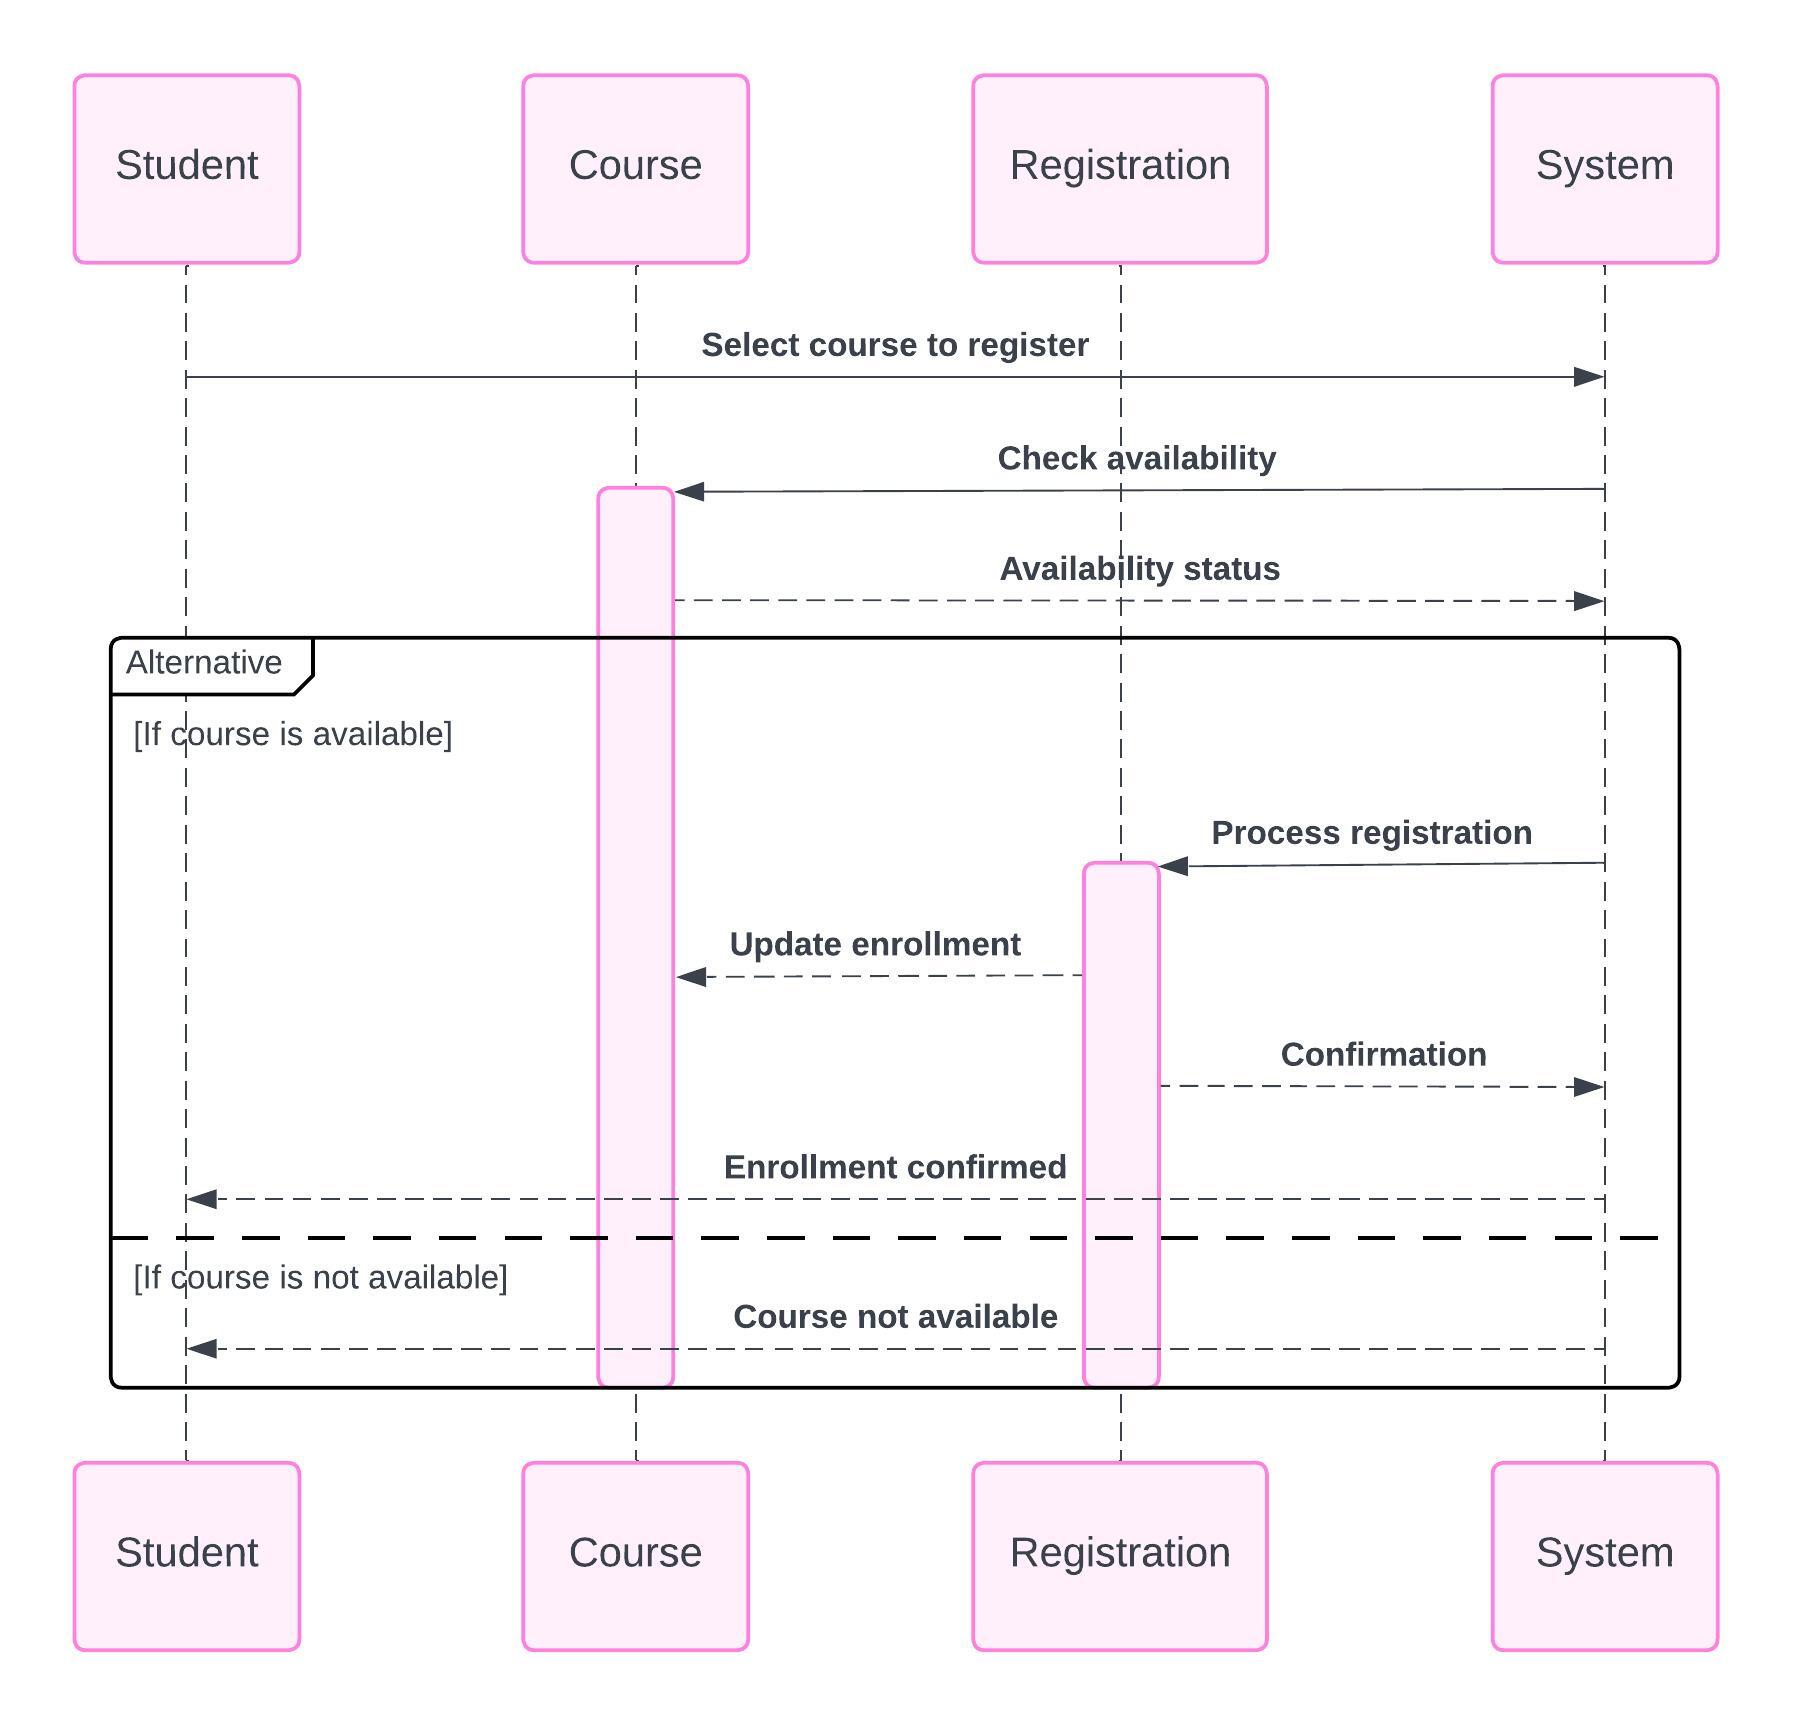 Student
Course
Registration
System
Select course to register
Check availability
Availability status
Alternative
[If course is available]
Process registration
Update enrollment
Confirmation
Enrollment confirmed
[If course is not available]
Course not available
Student
Course
Registration
System